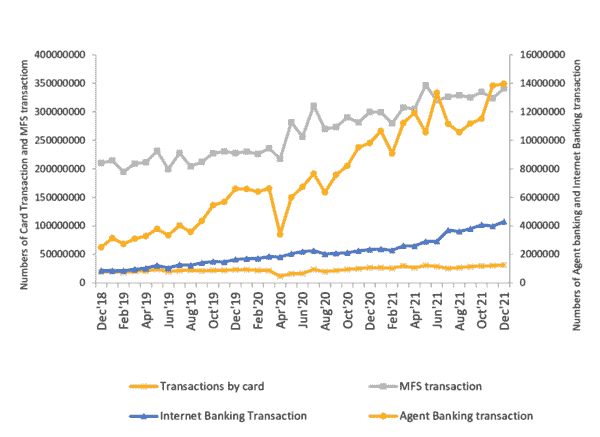 400000000
350000000
300000000
250000000
200000000
150000000
100000000
50000000
0
Numbers of Card Transaction and MFS transactiom
16000000
14000000
12000000
10000000
8000000
6000000
4000000
2000000
0
Numbers of Agent banking and Internet Banking transaction
Dec'18
Feb'19
Apr'19
Jun'19
Aug'19
Oct'19
Dec'19
Feb'20
Apr'20
Jun'20
Aug'20
Oct'20
Dec'20
Feb'21
Apr'21
Jun'21
Aug'21
Oct'21
Dec'21
Transactions by card
MFS transaction
Internet Banking Transaction
Agent Banking transaction